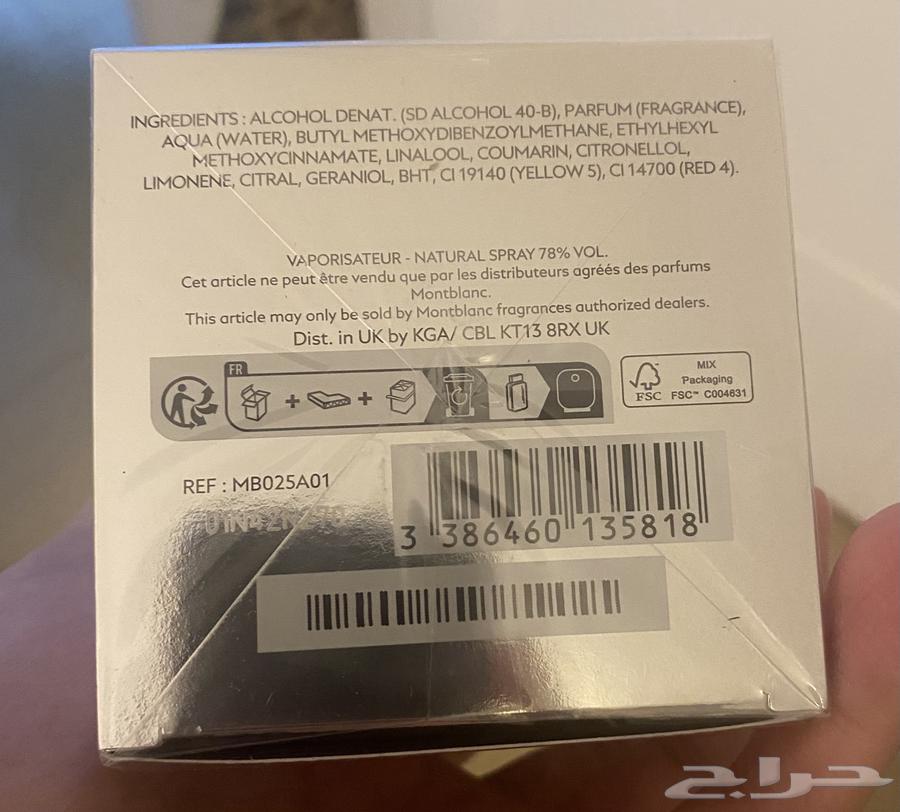 INGREDIENTS : ALCOHOL DENAT. (SD ALCOHOL 40-B), PARFUM (FRAGRANCE),
AQUA (WATER), BUTYL METHOXYDIBENZOYLMETHANE, ETHYLHEXYL
METHOXYCINNAMATE, LINALOOL, COUMARIN, CITRONELLOL,
LIMONENE, CITRAL, GERANIOL, BHT, CI 19140 (YELLOW 5), CI 14700 (RED 4).
VAPORISATEUR - NATURAL SPRAY 78% VOL.
Cet article ne peut être vendu que par les distributeurs agréés des parfums
Montblanc.
This article may only be sold by Montblanc fragrances authorized dealers.
Dist. in UK by KGA/ CBL KT13 8RX UK
FR
MIX
Packaging
FSC FSC™ C004631
REF : MB025A01
3 386460 135818
حراج